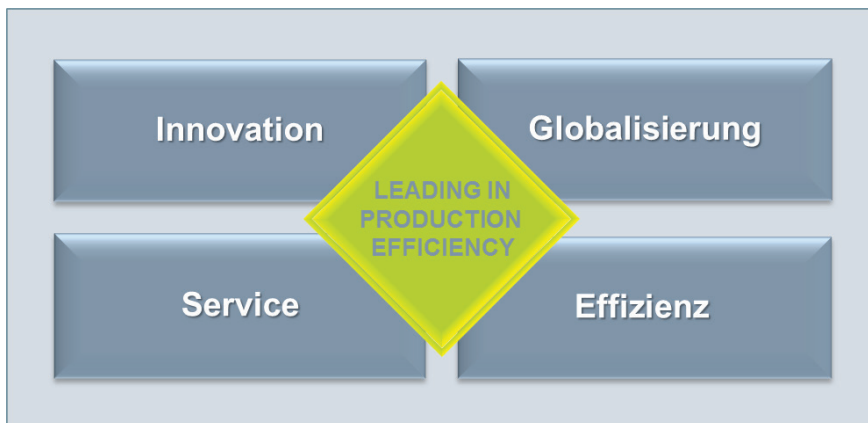 Innovation
Globalisierung
LEADING IN
PRODUCTION
EFFICIENCY
Service
Effizienz